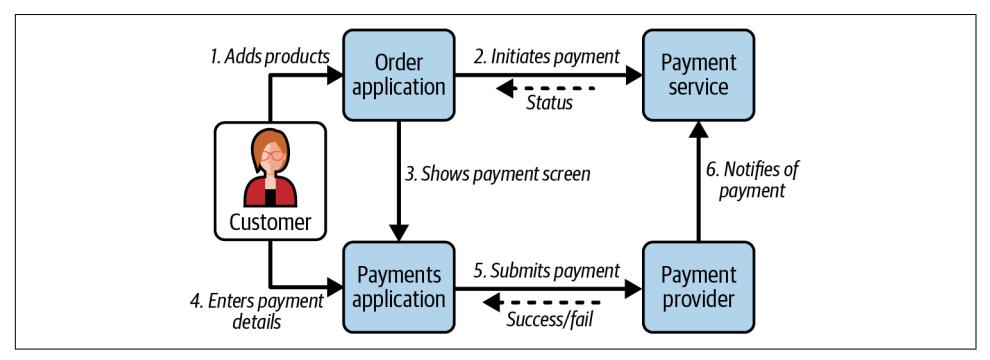 1. Adds products
Order
application
2. Initiates payment
Status
Payment
service
Customer
3. Shows payment screen
6. Notifies of
payment
4. Enters payment
details
Payments
application
5. Submits payment
Success/fail
Payment
provider